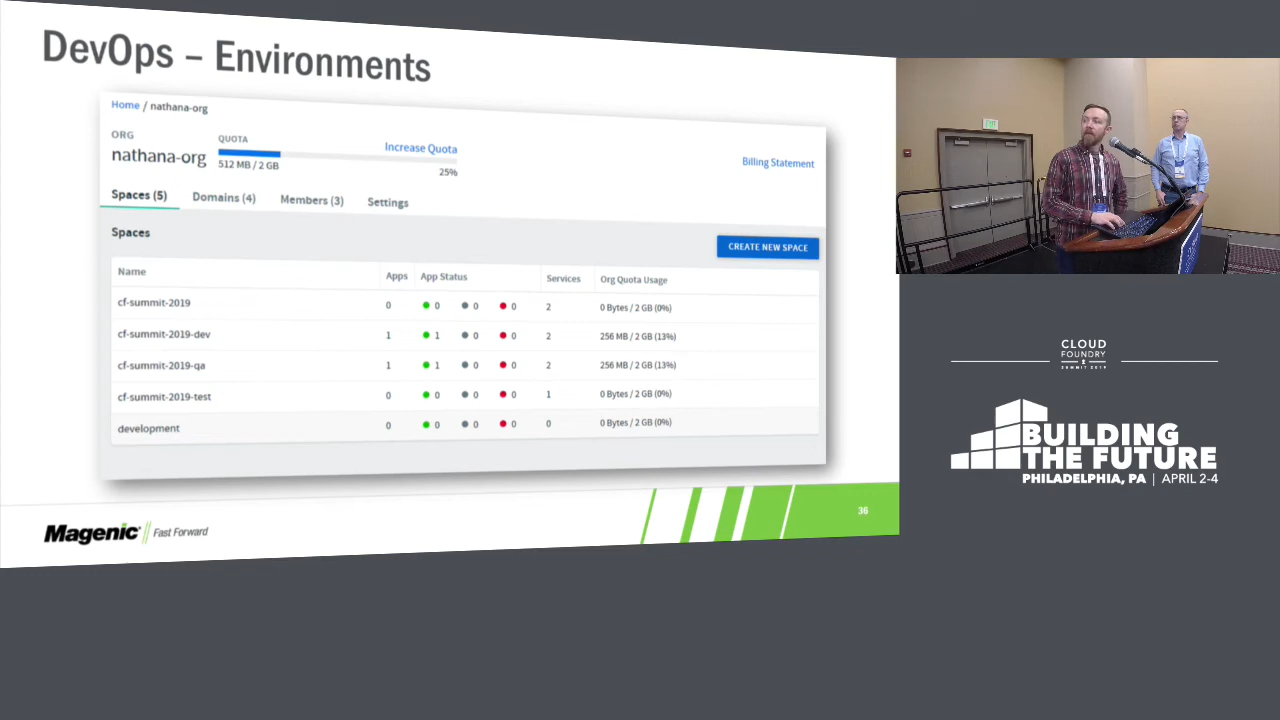 DevOps – Environments
Home / nathana-org
ORG
nathana-org
QUOTA
512 MB / 2 GB
Increase Quota
25%
Billing Statement
Spaces (5) Domains (4) Members (3) Settings
Spaces
CREATE NEW SPACE
Name Apps App Status Services Org Quota Usage
cf-summit-2019 0 0 0 0 2 0 Bytes / 2 GB (0%)
cf-summit-2019-dev 1 1 0 0 2 256 MB / 2 GB (13%)
cf-summit-2019-qa 1 1 0 0 2 256 MB / 2 GB (13%)
cf-summit-2019-test 0 0 0 0 1 0 Bytes / 2 GB (0%)
development 0 0 0 0 0 0 Bytes / 2 GB (0%)
Magenic Fast Forward
36
EXIT
CLOUD
FOUNDRY
SUMMIT 2019
BUILDING
THE FUTURE
PHILADELPHIA, PA | APRIL 2-4